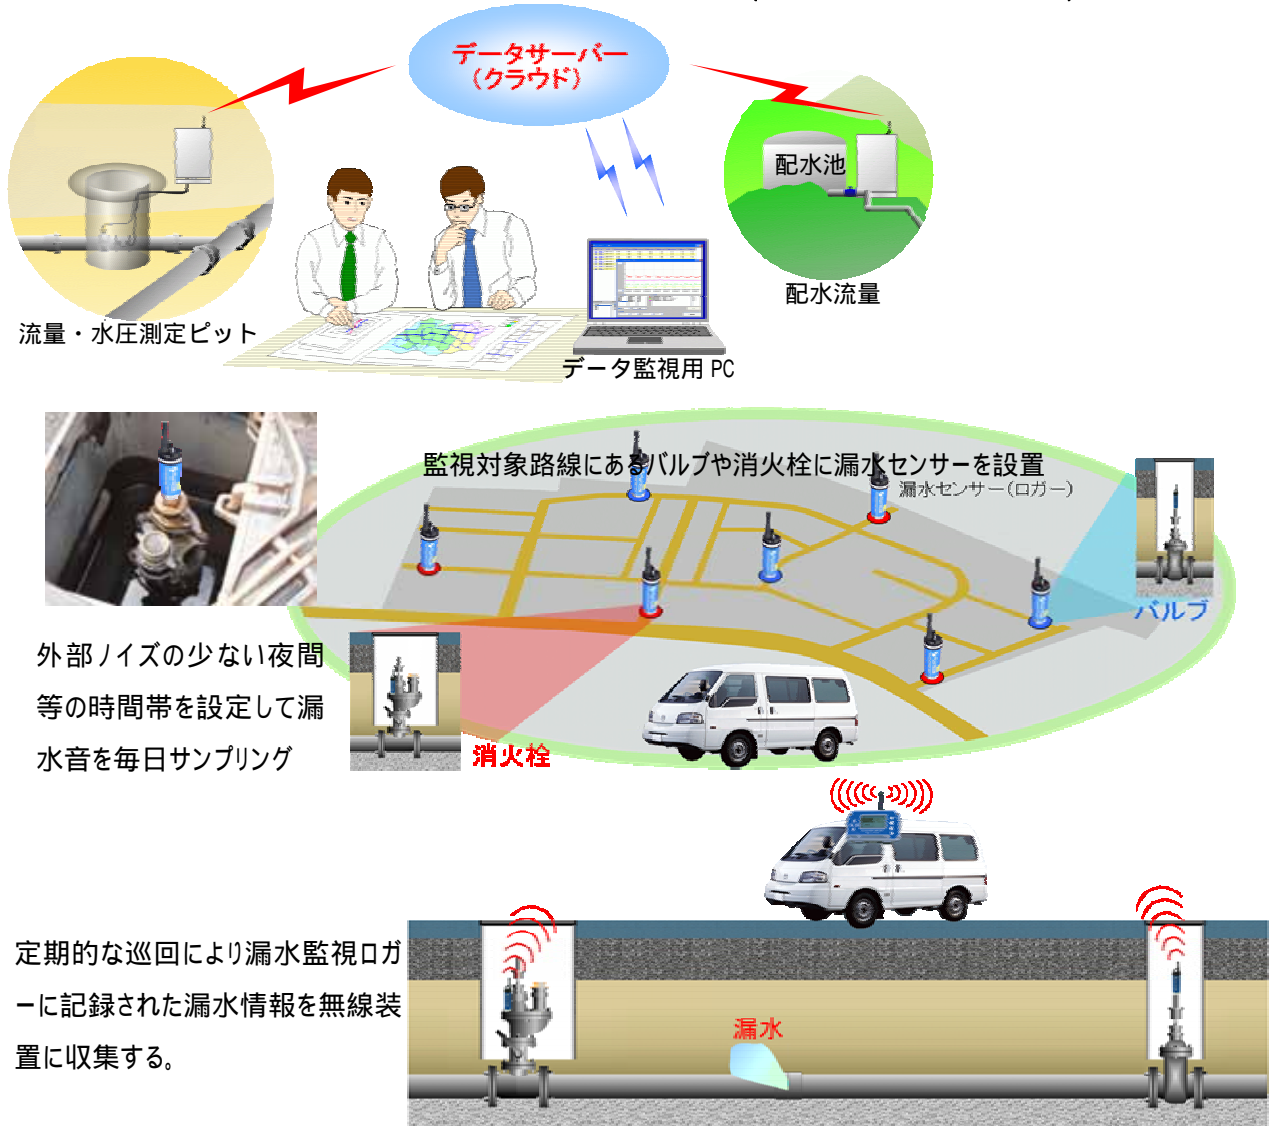 データサーバー
（クラウド）
配水池
配水流量
流量・水圧測定ピット
データ監視用 PC
監視対象路線にあるバルブや消火栓に漏水センサーを設置
漏水センサー（ロガー）
バルブ
外部ノイズの少ない夜間
等の時間帯を設定して漏
水音を毎日サンプリング
消火栓
定期的な巡回により漏水監視ロガ
ーに記録された漏水情報を無線装
置に収集する。
漏水